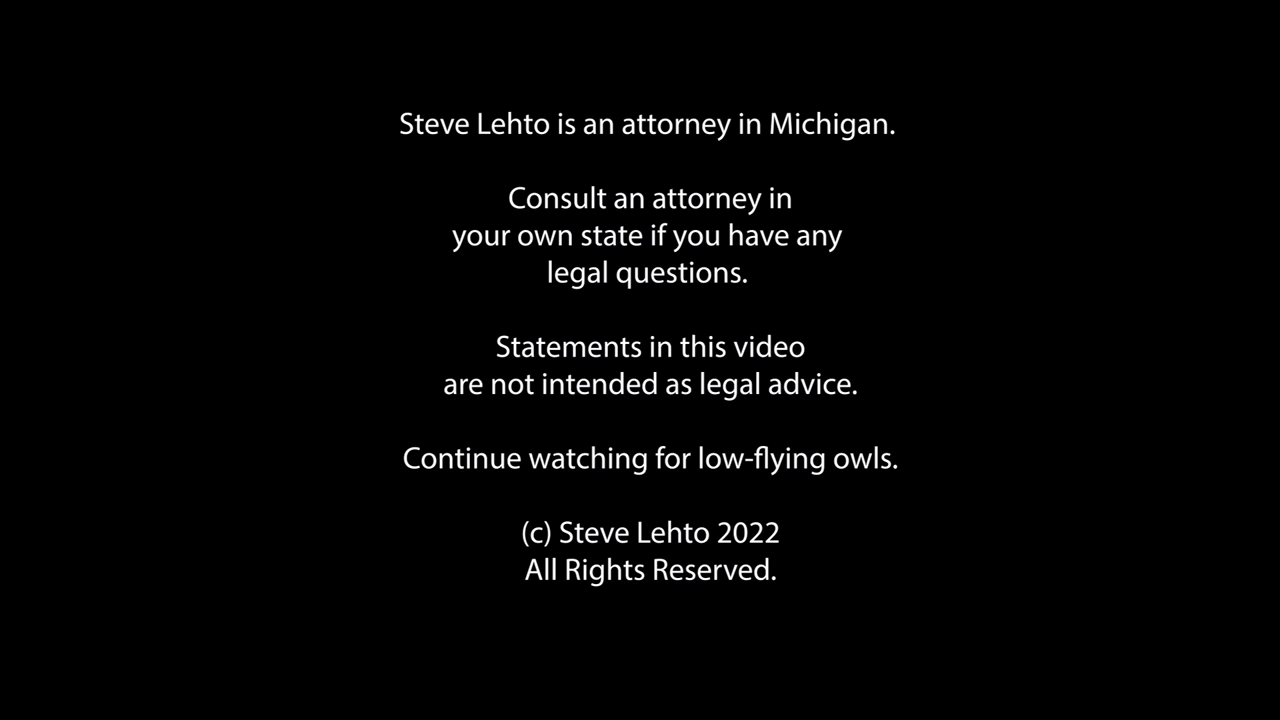 Steve Lehto is an attorney in Michigan.
Consult an attorney in
your own state if you have any
legal questions.
Statements in this video
are not intended as legal advice.
Continue watching for low-flying owls.
(c) Steve Lehto 2022
All Rights Reserved.